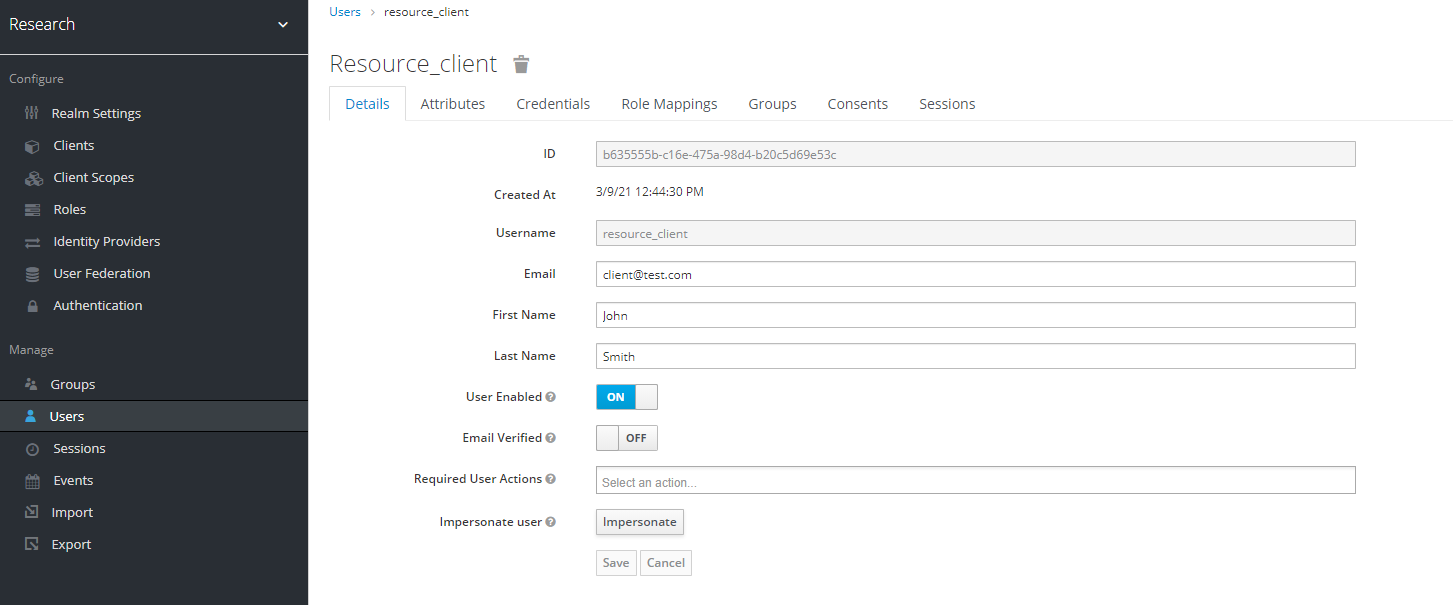 Research
Configure
Realm Settings
Clients
Client Scopes
Roles
Identity Providers
User Federation
Authentication
Manage
Groups
Users
Sessions
Events
Import
Export
Users > resource_client
Resource_client
Details Attributes Credentials Role Mappings Groups Consents Sessions
ID b635555b-c16e-475a-98d4-b20c5d69e53c
Created At 3/9/21 12:44:30 PM
Username resource_client
Email client@test.com
First Name John
Last Name Smith
User Enabled ? ON
Email Verified ? OFF
Required User Actions ? Select an action...
Impersonate user ? Impersonate
Save Cancel